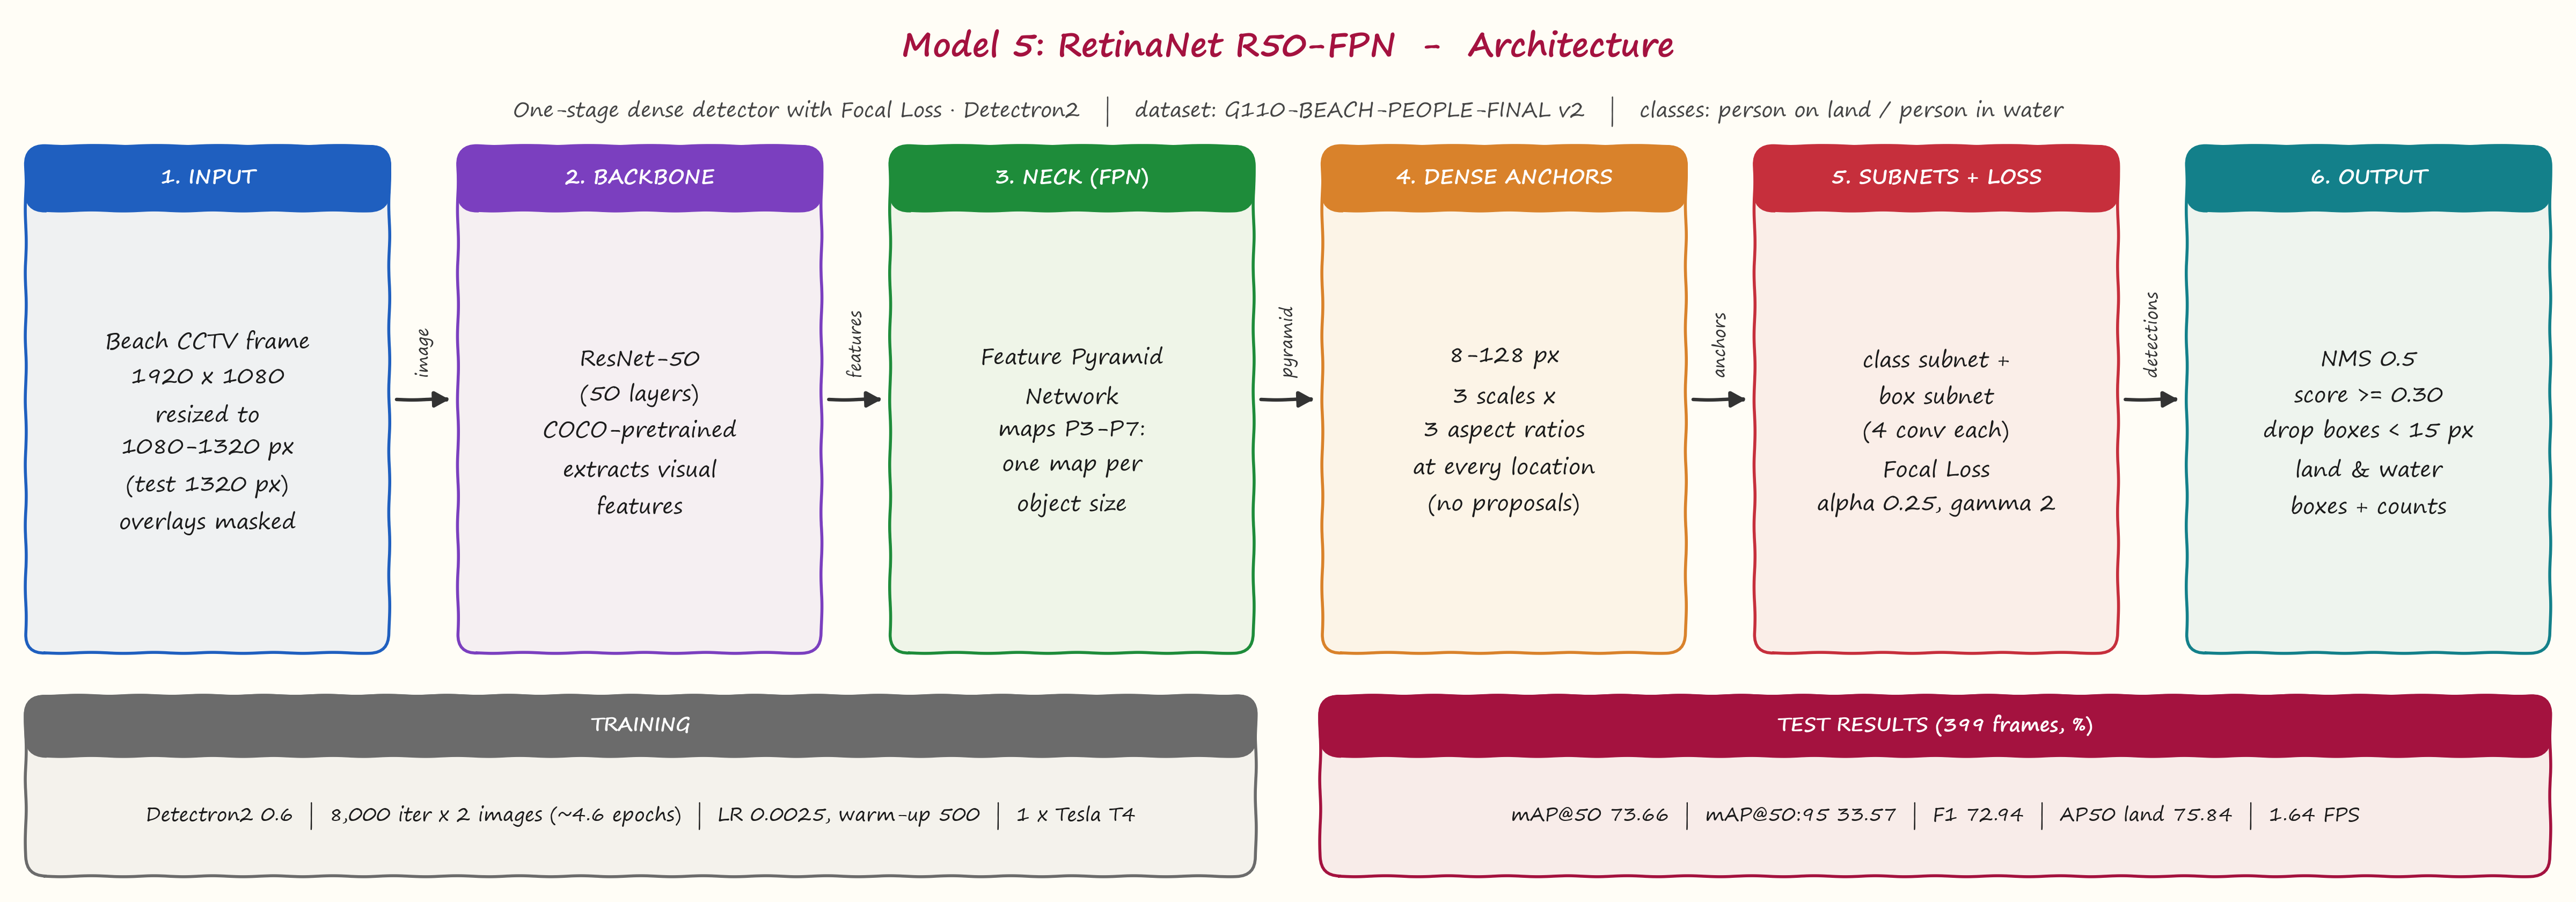 Model 5: RetinaNet R50-FPN - Architecture
One-stage dense detector with Focal Loss · Detectron2 | dataset: G110-BEACH-PEOPLE-FINAL v2 | classes: person on land / person in water
1. INPUT
Beach CCTV frame
1920 x 1080
resized to
1080-1320 px
(test 1320 px)
overlays masked
image
2. BACKBONE
ResNet-50
(50 layers)
COCO-pretrained
extracts visual
features
features
3. NECK (FPN)
Feature Pyramid
Network
maps P3-P7:
one map per
object size
pyramid
4. DENSE ANCHORS
8-128 px
3 scales x
3 aspect ratios
at every location
(no proposals)
anchors
5. SUBNETS + LOSS
class subnet +
box subnet
(4 conv each)
Focal Loss
alpha 0.25, gamma 2
detections
6. OUTPUT
NMS 0.5
score >= 0.30
drop boxes < 15 px
land & water
boxes + counts
TRAINING
Detectron2 0.6 | 8,000 iter x 2 images (~4.6 epochs) | LR 0.0025, warm-up 500 | 1 x Tesla T4
TEST RESULTS (399 frames, %)
mAP@50 73.66 | mAP@50:95 33.57 | F1 72.94 | AP50 land 75.84 | 1.64 FPS